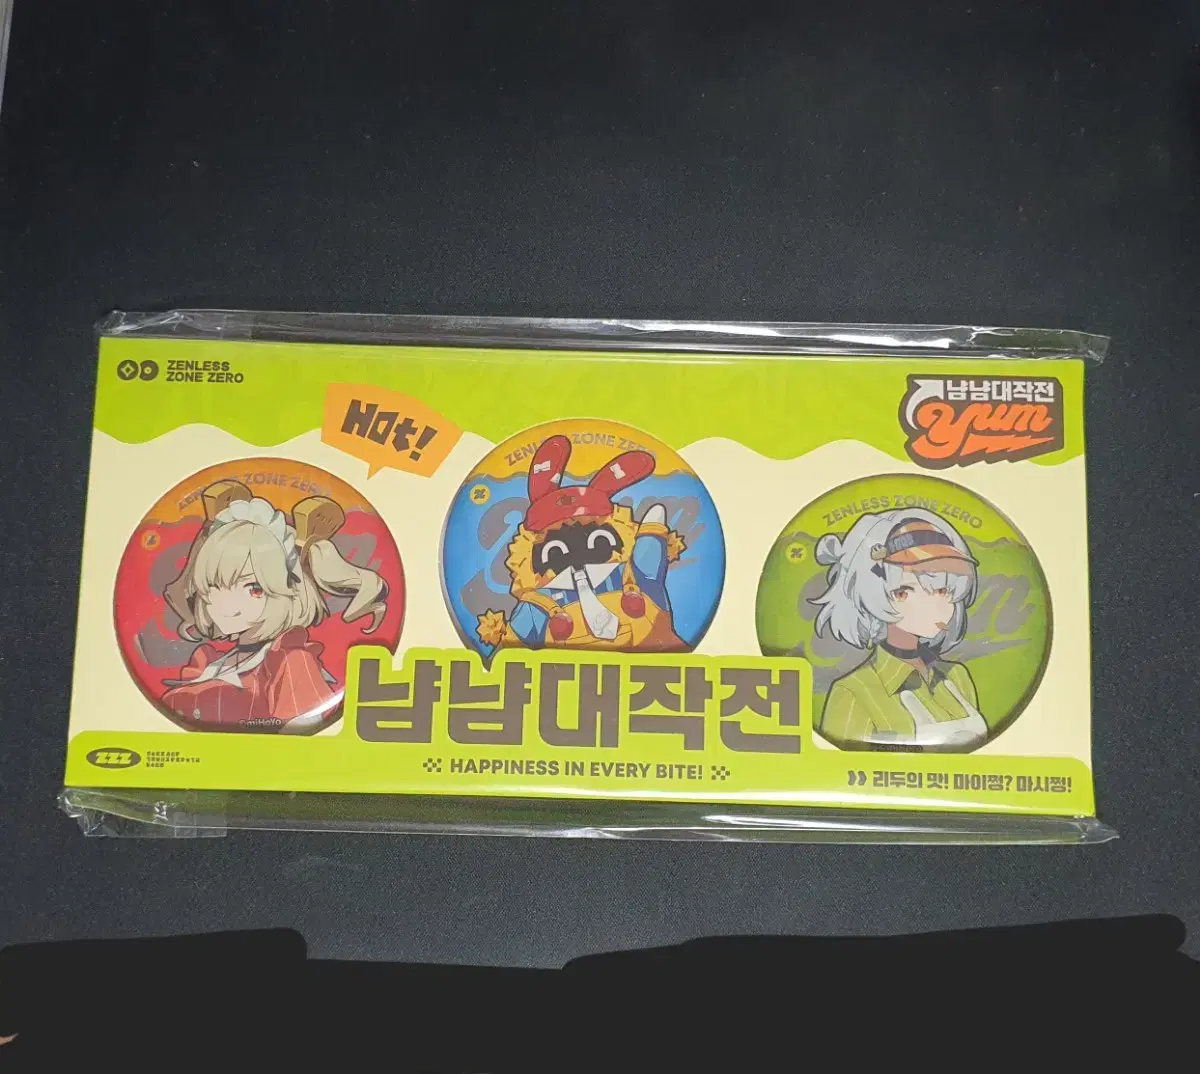 ZENLESS
ZONE ZERO
Hot!
냠냠대작전
Yum
ZENLESS ZONE ZERO
©miHoYo
ZENLESS ZONE ZERO
ZENLESS ZONE ZERO
냠냠대작전
HAPPINESS IN EVERY BITE!
ZZZ
리두의 맛! 마이쩡? 마시쩡!